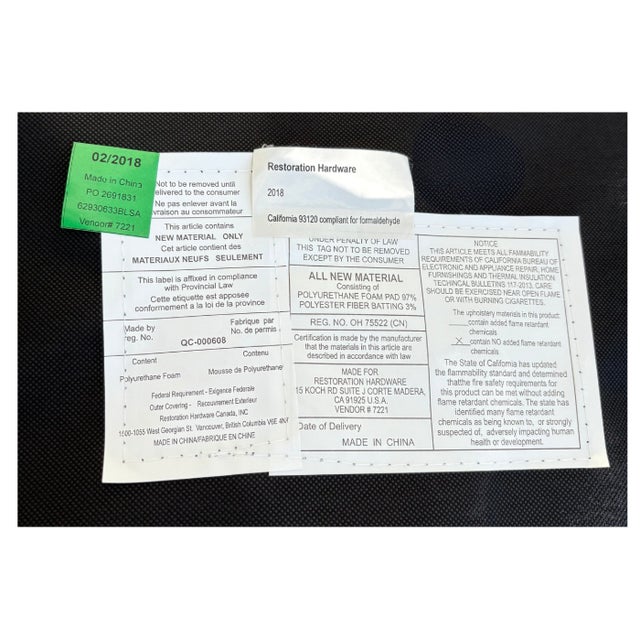 02/2018
Made in China
PO 2691831
62930633BLSA
Vendor# 7221
Not to be removed until
delivered to the consumer
Ne pas enlever avant la
livraison au consommateur
This article contains
NEW MATERIAL ONLY
Cet article contient des
MATERIAUX NEUFS SEULEMENT
This label is affixed in compliance
with Provincial Law
Cette etiquette est apposee
conformement a la loi de la province
Made by Fabrique par
reg. No. No. de permis
QC-000608
Content Contenu
Polyurethane Foam Mousse de Polyurethane
Federal Requirement - Exigence Federale
Outer Covering - Recouvrement Exterieur
Restoration Hardware Canada, INC
1500-1055 West Georgian St. Vancouver, British Columbia V6E 4N
MADE IN CHINA/FABRIQUE EN CHINE
Restoration Hardware
2018
California 93120 compliant for formaldehyde
UNDER PENALTY OF LAW
THIS TAG NOT TO BE REMOVED
EXCEPT BY THE CONSUMER
ALL NEW MATERIAL
Consisting of
POLYURETHANE FOAM PAD 97%
POLYESTER FIBER BATTING 3%
REG. NO. OH 75522 (CN)
Certification is made by the manufacturer
that the materials in this article are
described in accordance with law
MADE FOR
RESTORATION HARDWARE
15 KOCH RD SUITE J CORTE MADERA,
CA 91925 U.S.A.
VENDOR # 7221
Date of Delivery
MADE IN CHINA
NOTICE
THIS ARTICLE MEETS ALL FAMMABILITY
REQUIREMENTS OF CALIFORNIA BUREAU OF
ELECTRONIC AND APPLIANCE REPAIR, HOME
FURNISHINGS AND THERMAL INSULATION
TECHINCAL BULLETINS 117-2013. CARE
SHOULD BE EXERCISED NEAR OPEN FLAME
OR WITH BURNING CIGARETTES.
The upholstery materials in this product:
____contain added flame retardant
chemicals
__X__contain NO added flame retardant
chemicals
The State of California has updated
the flammability standard and determined
thatthe fire safety requirements for
this product can be met without adding
flame retardant chemicals. The state has
identified many flame retardant
chemicals as being known to, or strongly
suspected of, adversely impacting human
health or development.